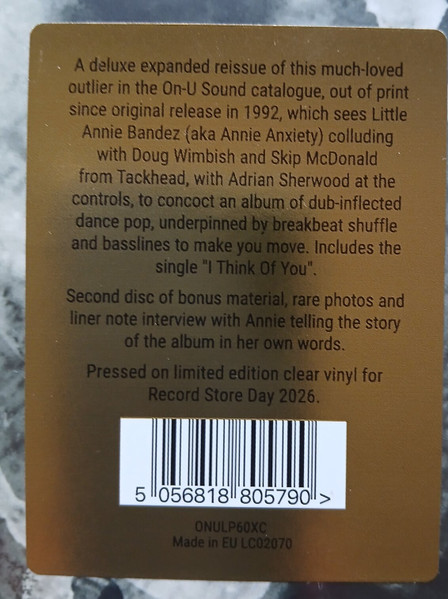 A deluxe expanded reissue of this much-loved
outlier in the On-U Sound catalogue, out of print
since original release in 1992, which sees Little
Annie Bandez (aka Annie Anxiety) colluding
with Doug Wimbish and Skip McDonald
from Tackhead, with Adrian Sherwood at the
controls, to concoct an album of dub-inflected
dance pop, underpinned by breakbeat shuffle
and basslines to make you move. Includes the
single "I Think Of You".
Second disc of bonus material, rare photos and
liner note interview with Annie telling the story
of the album in her own words.
Pressed on limited edition clear vinyl for
Record Store Day 2026.
5 056818 805790 >
ONULP60XC
Made in EU LC02070